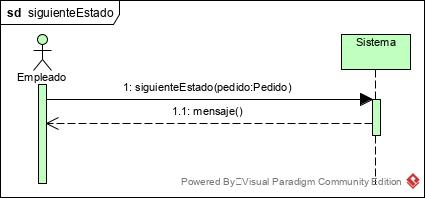 sd siguienteEstado
Sistema
Empleado
1: siguienteEstado(pedido:Pedido)
1.1: mensaje()
Powered By Visual Paradigm Community Edition